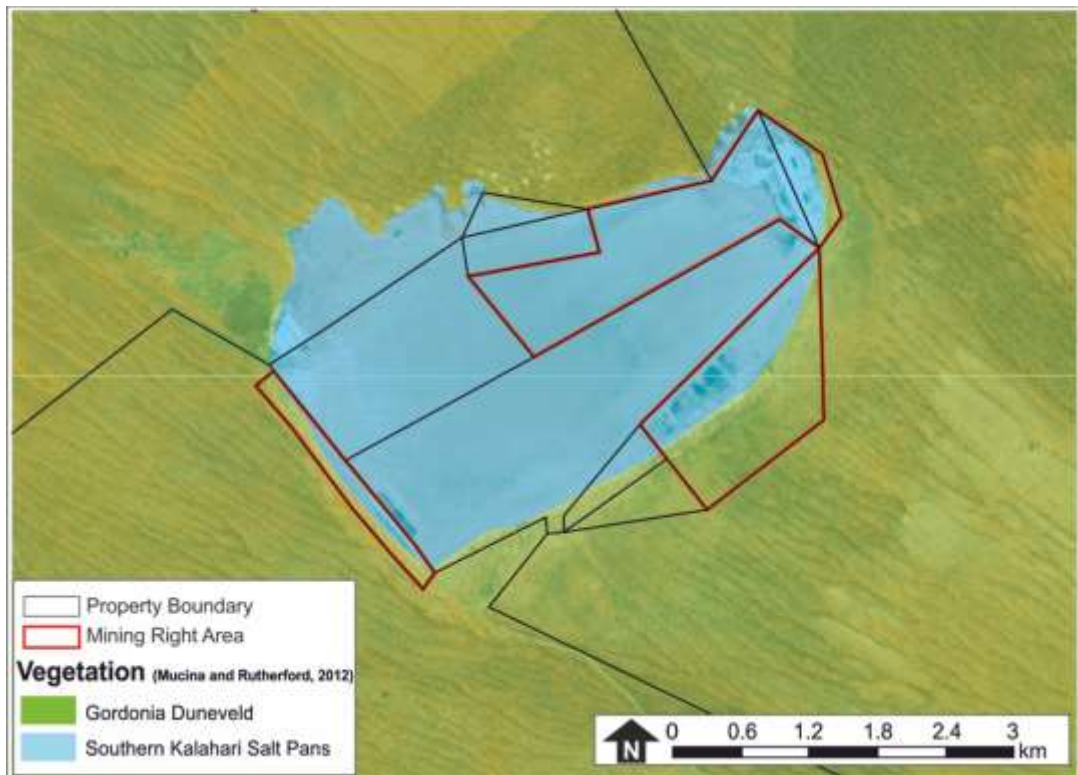 Property Boundary
Mining Right Area
Vegetation (Mucina and Rutherford, 2012)
Gordonia Duneveld
Southern Kalahari Salt Pans
N
0 0.6 1.2 1.8 2.4 3
km